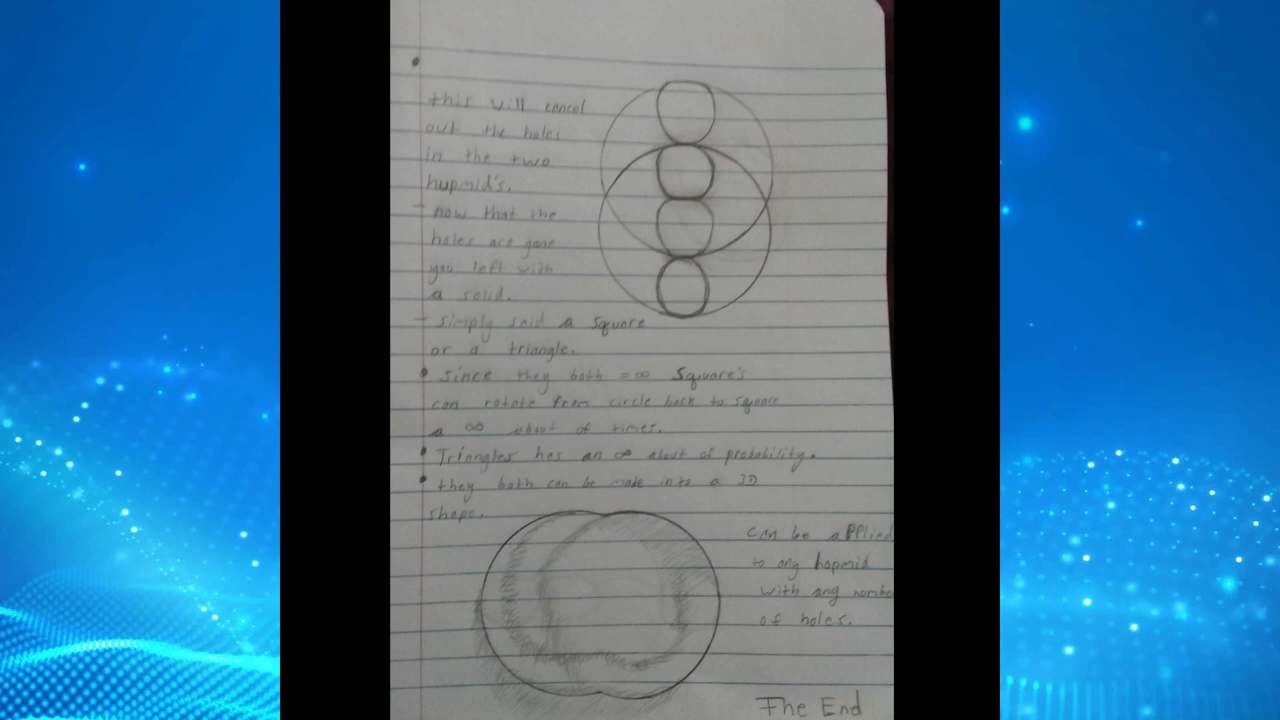 this will cancel
out the holes
in the two
hupmid's.
- now that the
holes are gone
you left with
a solid.
- simply said a square
or a triangle.
• since they both = ∞ Square's
can rotate from circle back to square
a ∞ about of times.
• Triangles has an ∞ about of probability.
• they both can be made into a 3D
shape.
can be applied
to any hopmid
with any number
of holes.
The End